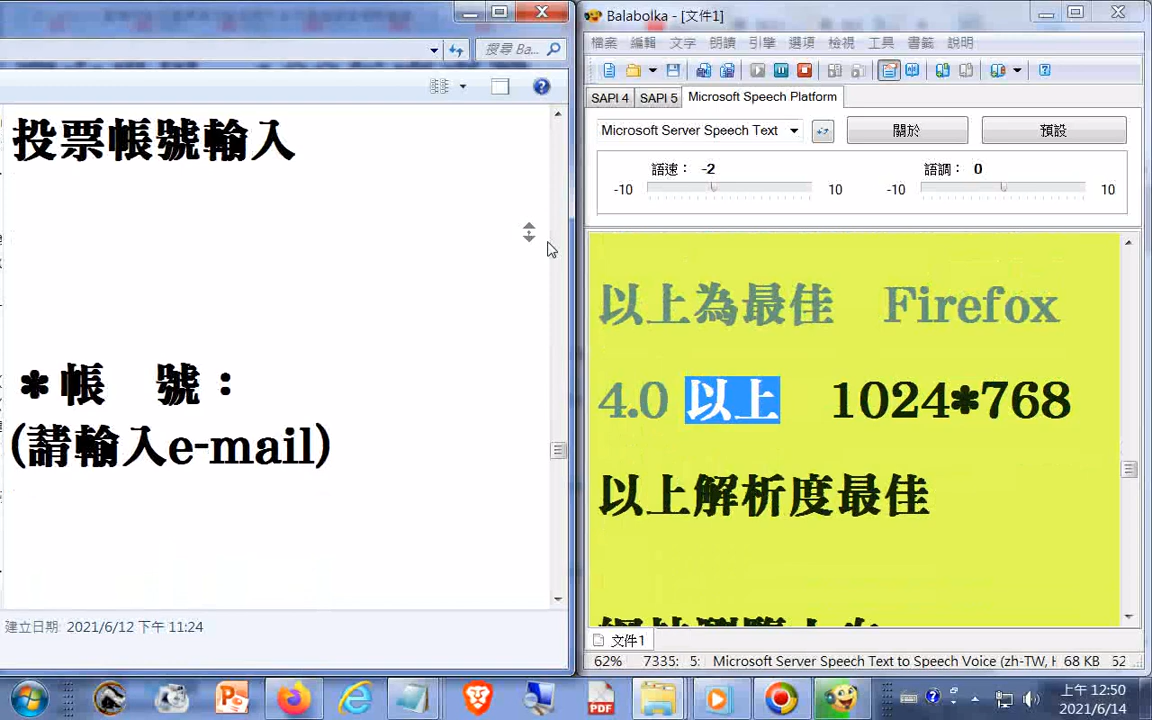 搜尋 Ba...
投票帳號輸入
＊帳　號：
(請輸入e-mail)
建立日期: 2021/6/12 下午 11:24
Balabolka - [文件1]
檔案 編輯 文字 朗讀 引擎 選項 檢視 工具 書籤 說明
SAPI 4 SAPI 5 Microsoft Speech Platform
Microsoft Server Speech Text 關於 預設
語速： -2 語調： 0
-10 10 -10 10
以上為最佳　Firefox
4.0 以上　1024*768
以上解析度最佳
文件1
62% 7335: 5: Microsoft Server Speech Text to Speech Voice (zh-TW, H 68 KB 52
PDF
上午 12:50
2021/6/14